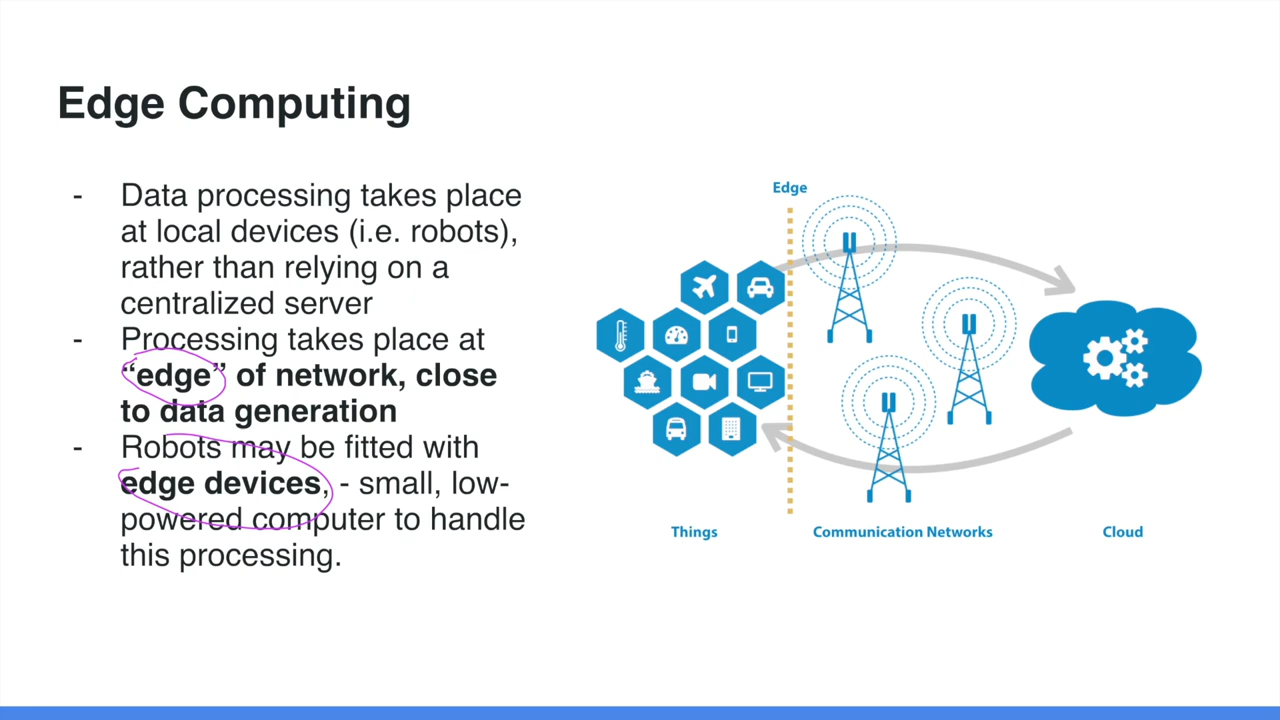 Edge Computing
- Data processing takes place
at local devices (i.e. robots),
rather than relying on a
centralized server
- Processing takes place at
“edge” of network, close
to data generation
- Robots may be fitted with
edge devices, - small, low-
powered computer to handle
this processing.
Edge
Things
Communication Networks
Cloud